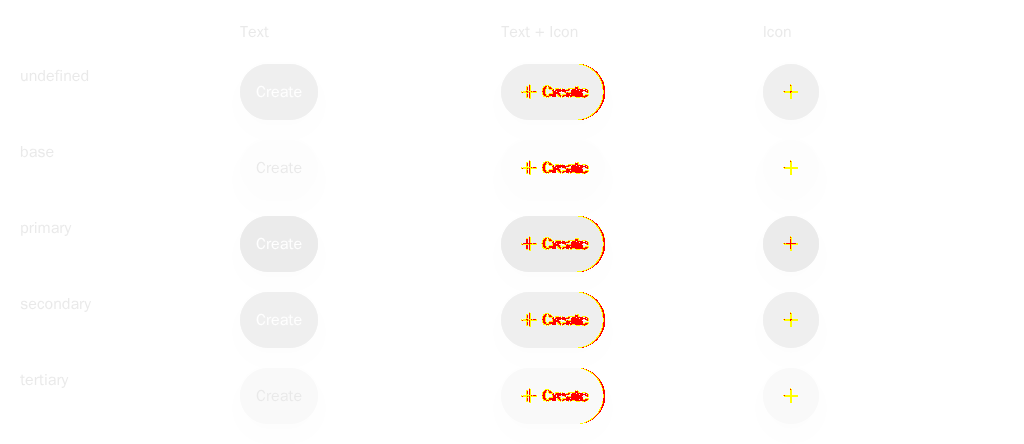 Text Text + Icon Icon
undefined Create Create
base Create Create
primary Create Create
secondary Create Create
tertiary Create Create